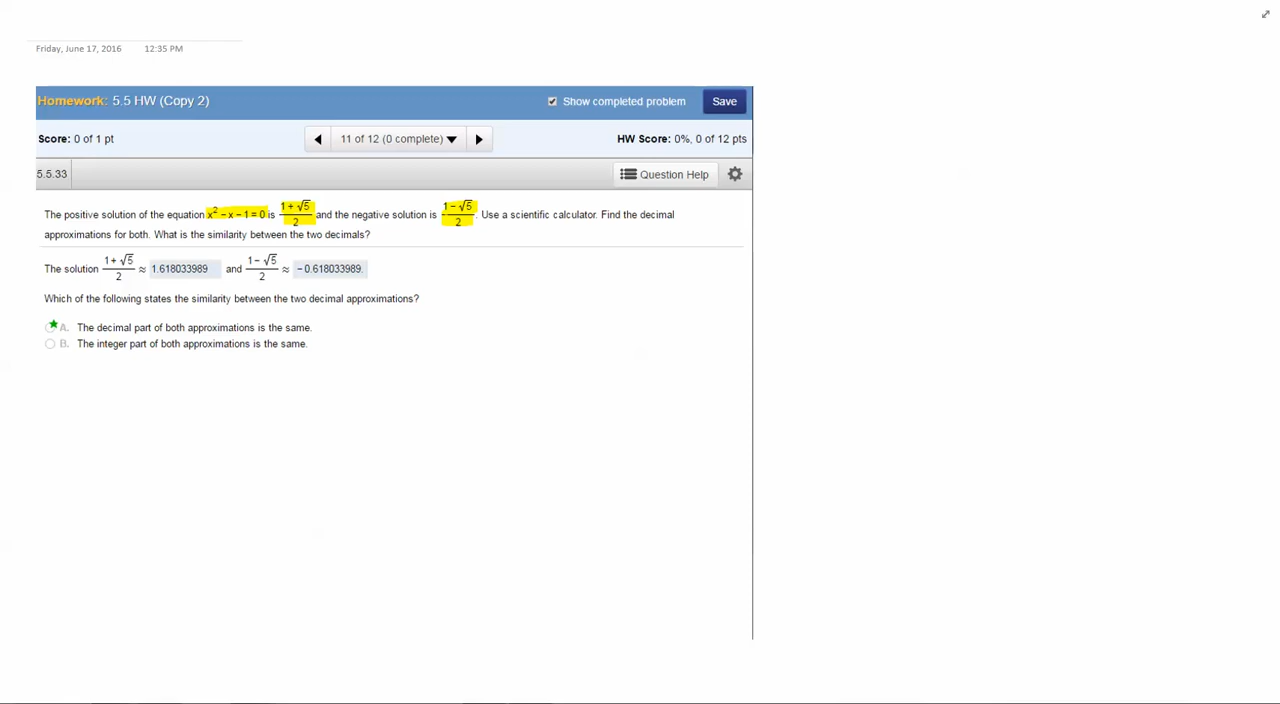 Friday, June 17, 2016 12:35 PM
Homework: 5.5 HW (Copy 2) Show completed problem Save
Score: 0 of 1 pt 11 of 12 (0 complete) HW Score: 0%, 0 of 12 pts
5.5.33 Question Help
The positive solution of the equation x² − x − 1 = 0 is (1 + √5)/2 and the negative solution is (1 − √5)/2. Use a scientific calculator. Find the decimal
approximations for both. What is the similarity between the two decimals?
The solution (1 + √5)/2 ≈ 1.618033989 and (1 − √5)/2 ≈ − 0.618033989.
Which of the following states the similarity between the two decimal approximations?
A. The decimal part of both approximations is the same.
B. The integer part of both approximations is the same.